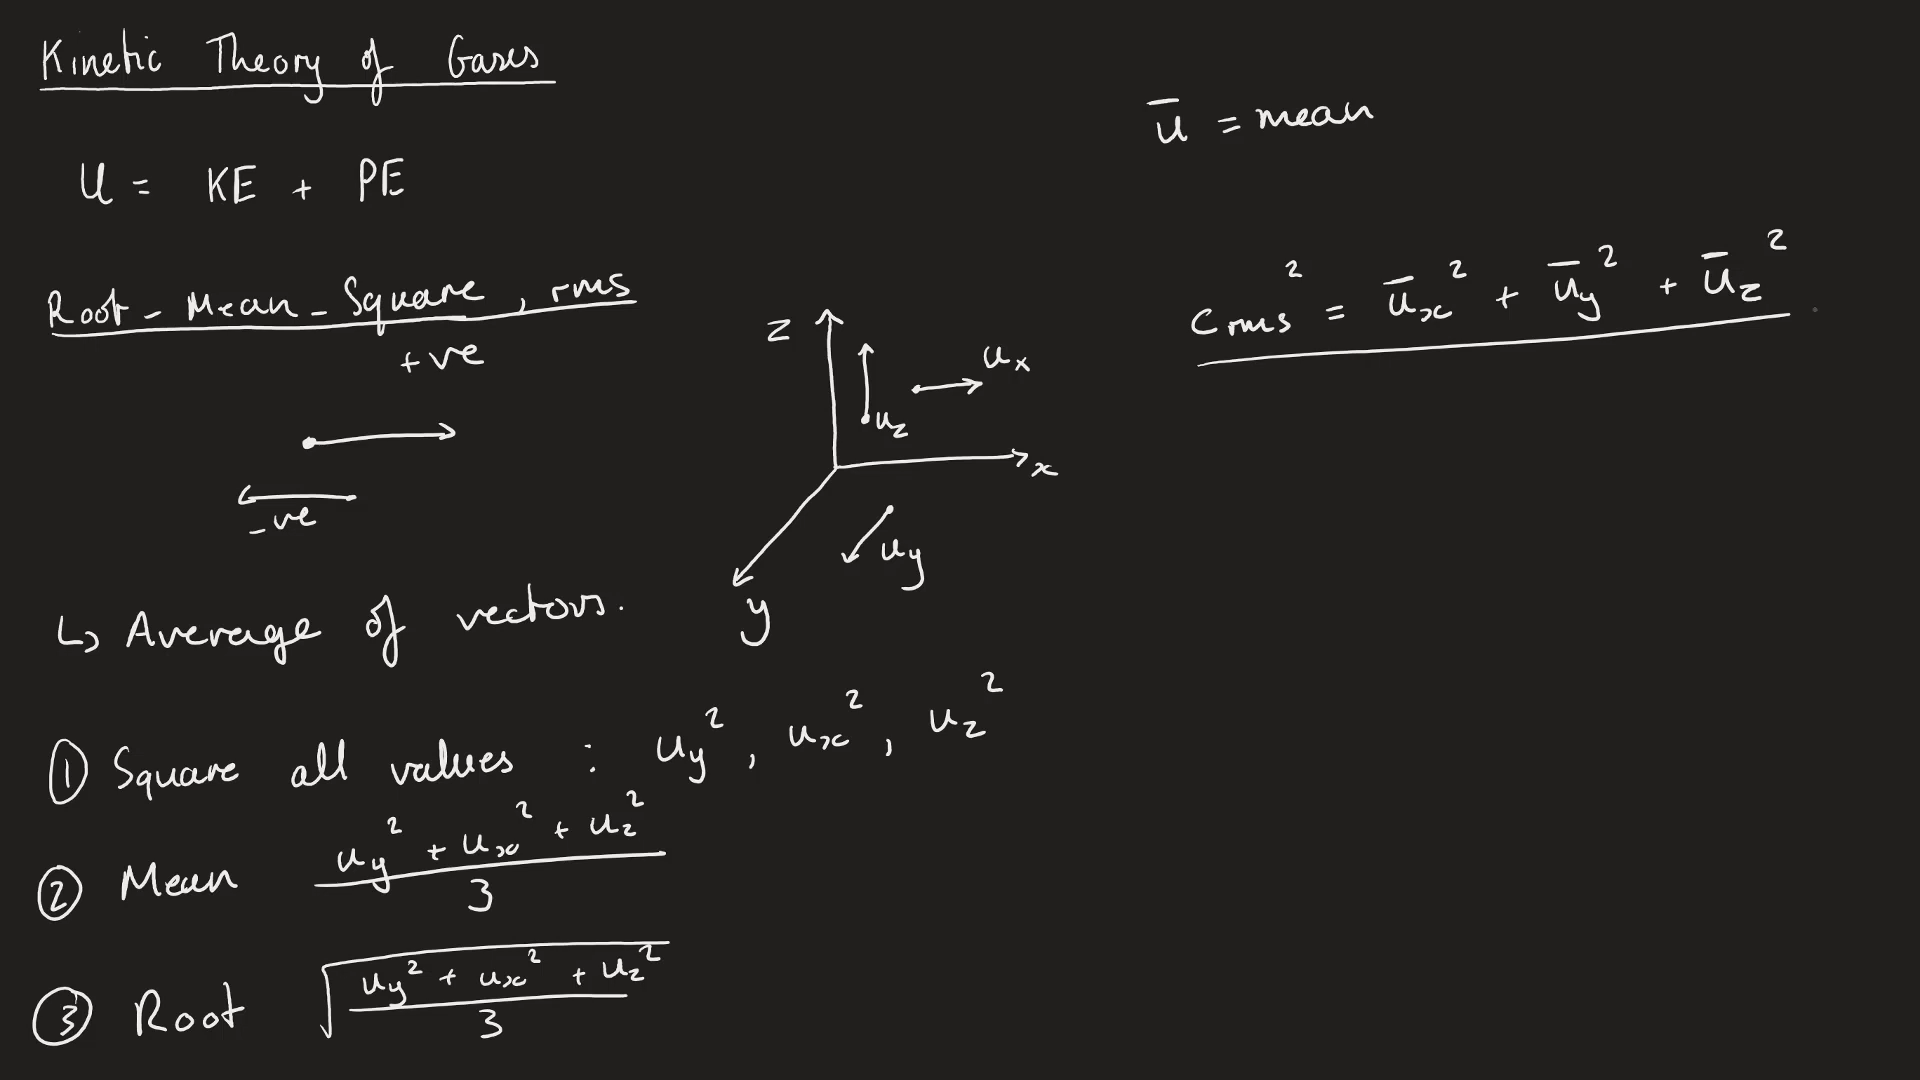 Kinetic Theory of Gases
U = KE + PE
Root-Mean-Square, rms
+ve
-ve
↳ Average of vectors.
① Square all values : u_y², u_x², u_z²
② Mean (u_y² + u_x² + u_z²)/3
③ Root √((u_y² + u_x² + u_z²)/3)
z
u_x
u_z
x
u_y
y
ū = mean
c_rms² = ū_x² + ū_y² + ū_z²